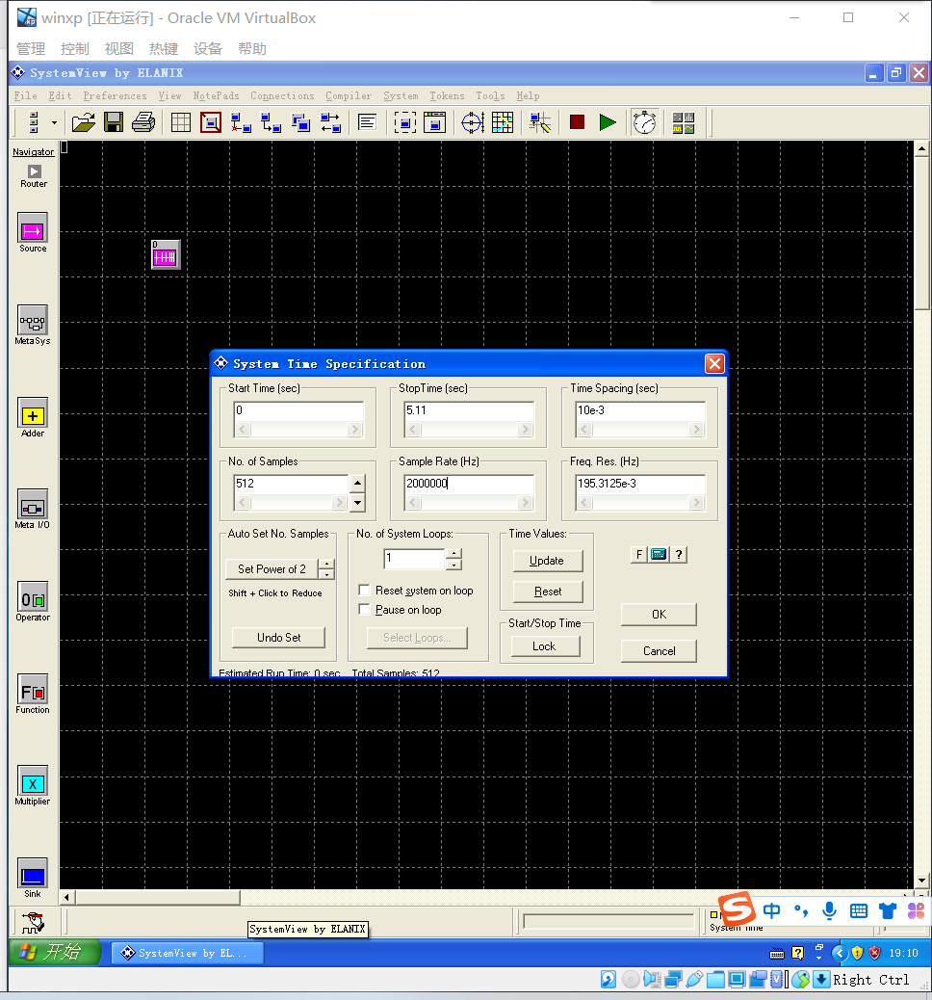 winxp [正在运行] - Oracle VM VirtualBox
管理 控制 视图 热键 设备 帮助
SystemView by ELANIX
File Edit Preferences View NotePads Connections Compiler System Tokens Tools Help
Navigator
Router
Source
0
MetaSys
System Time Specification
Start Time (sec) StopTime (sec) Time Spacing (sec)
0 5.11 10e-3
Adder
No. of Samples Sample Rate (Hz) Freq. Res. (Hz)
512 2000000 195.3125e-3
Meta I/O
Auto Set No. Samples No. of System Loops: Time Values:
1 Update
F ?
Set Power of 2
Shift + Click to Reduce Reset system on loop Reset
Pause on loop
Operator
OK
Start/Stop Time
Undo Set Select Loops... Lock Cancel
Estimated Run Time: 0 sec Total Samples: 512
F
Function
X
Multiplier
Sink
S 中
System Time
SystemView by ELANIX
开始 SystemView by EL... 19:10
Right Ctrl